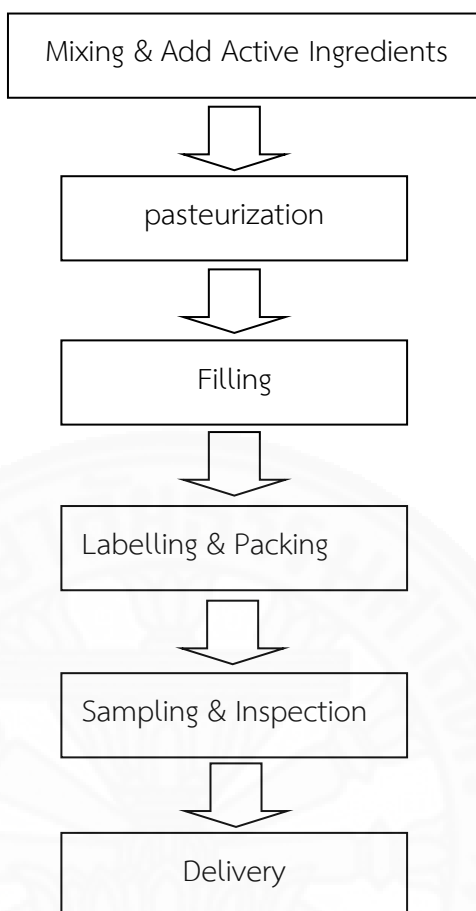 Mixing & Add Active Ingredients
pasteurization
Filling
Labelling & Packing
Sampling & Inspection
Delivery